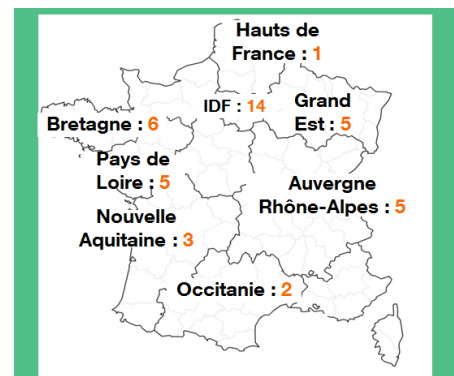 Hauts de
France : 1
IDF : 14
Grand
Est : 5
Bretagne : 6
Pays de
Loire : 5
Auvergne
Rhône-Alpes : 5
Nouvelle
Aquitaine : 3
Occitanie : 2